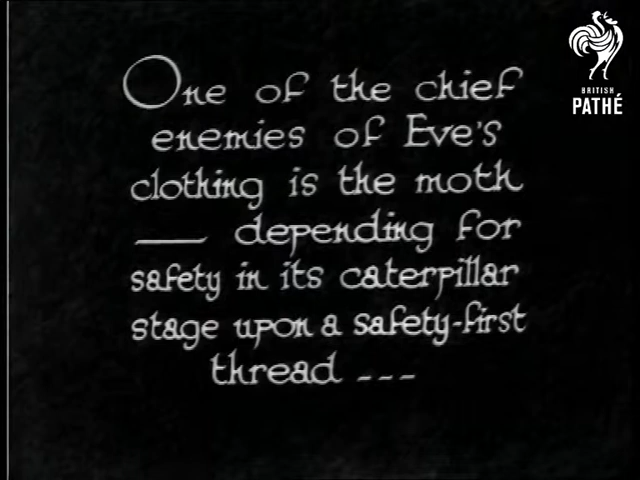 One of the chief
enemies of Eve's
clothing is the moth
— depending for
safety in its caterpillar
stage upon a safety-first
thread ---
BRITISH
PATHÉ